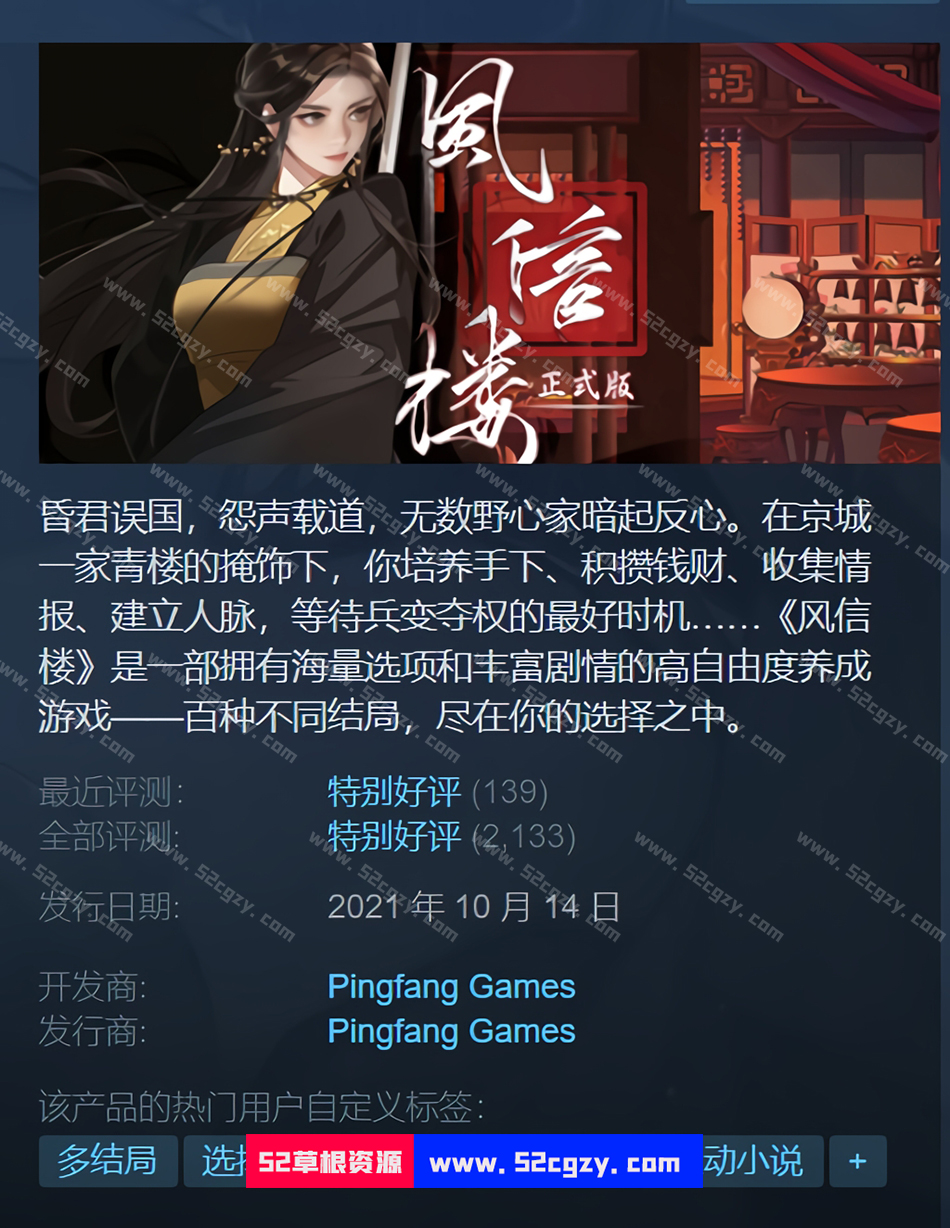 風
信
楼
正式版
昏君误国，怨声载道，无数野心家暗起反心。在京城
一家青楼的掩饰下，你培养手下、积攒钱财、收集情
报、建立人脉，等待兵变夺权的最好时机……《风信
楼》是一部拥有海量选项和丰富剧情的高自由度养成
游戏——百种不同结局，尽在你的选择之中。
最近评测: 特别好评 (139)
全部评测: 特别好评 (2,133)
发行日期: 2021 年 10 月 14 日
开发商: Pingfang Games
发行商: Pingfang Games
该产品的热门用户自定义标签:
多结局 选 52草根资源 www.52cgzy.com 动小说 +
www.52cgzy.com